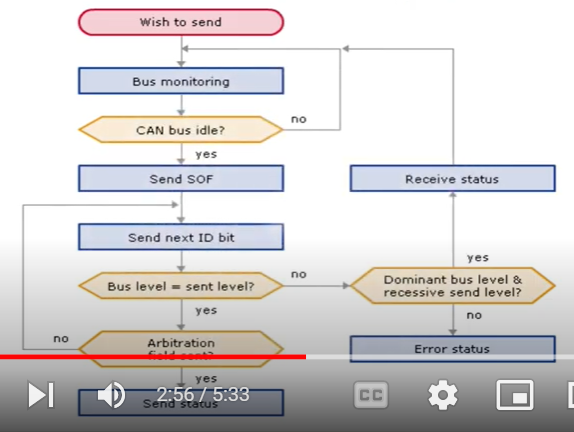 Wish to send
Bus monitoring
no
CAN bus idle?
yes
Send SOF
Receive status
Send next ID bit
no
yes
Bus level = sent level?
Dominant bus level &
recessive send level?
yes
no
no
Arbitration
field sent?
Error status
yes
2:56 / 5:33
CC
Send status